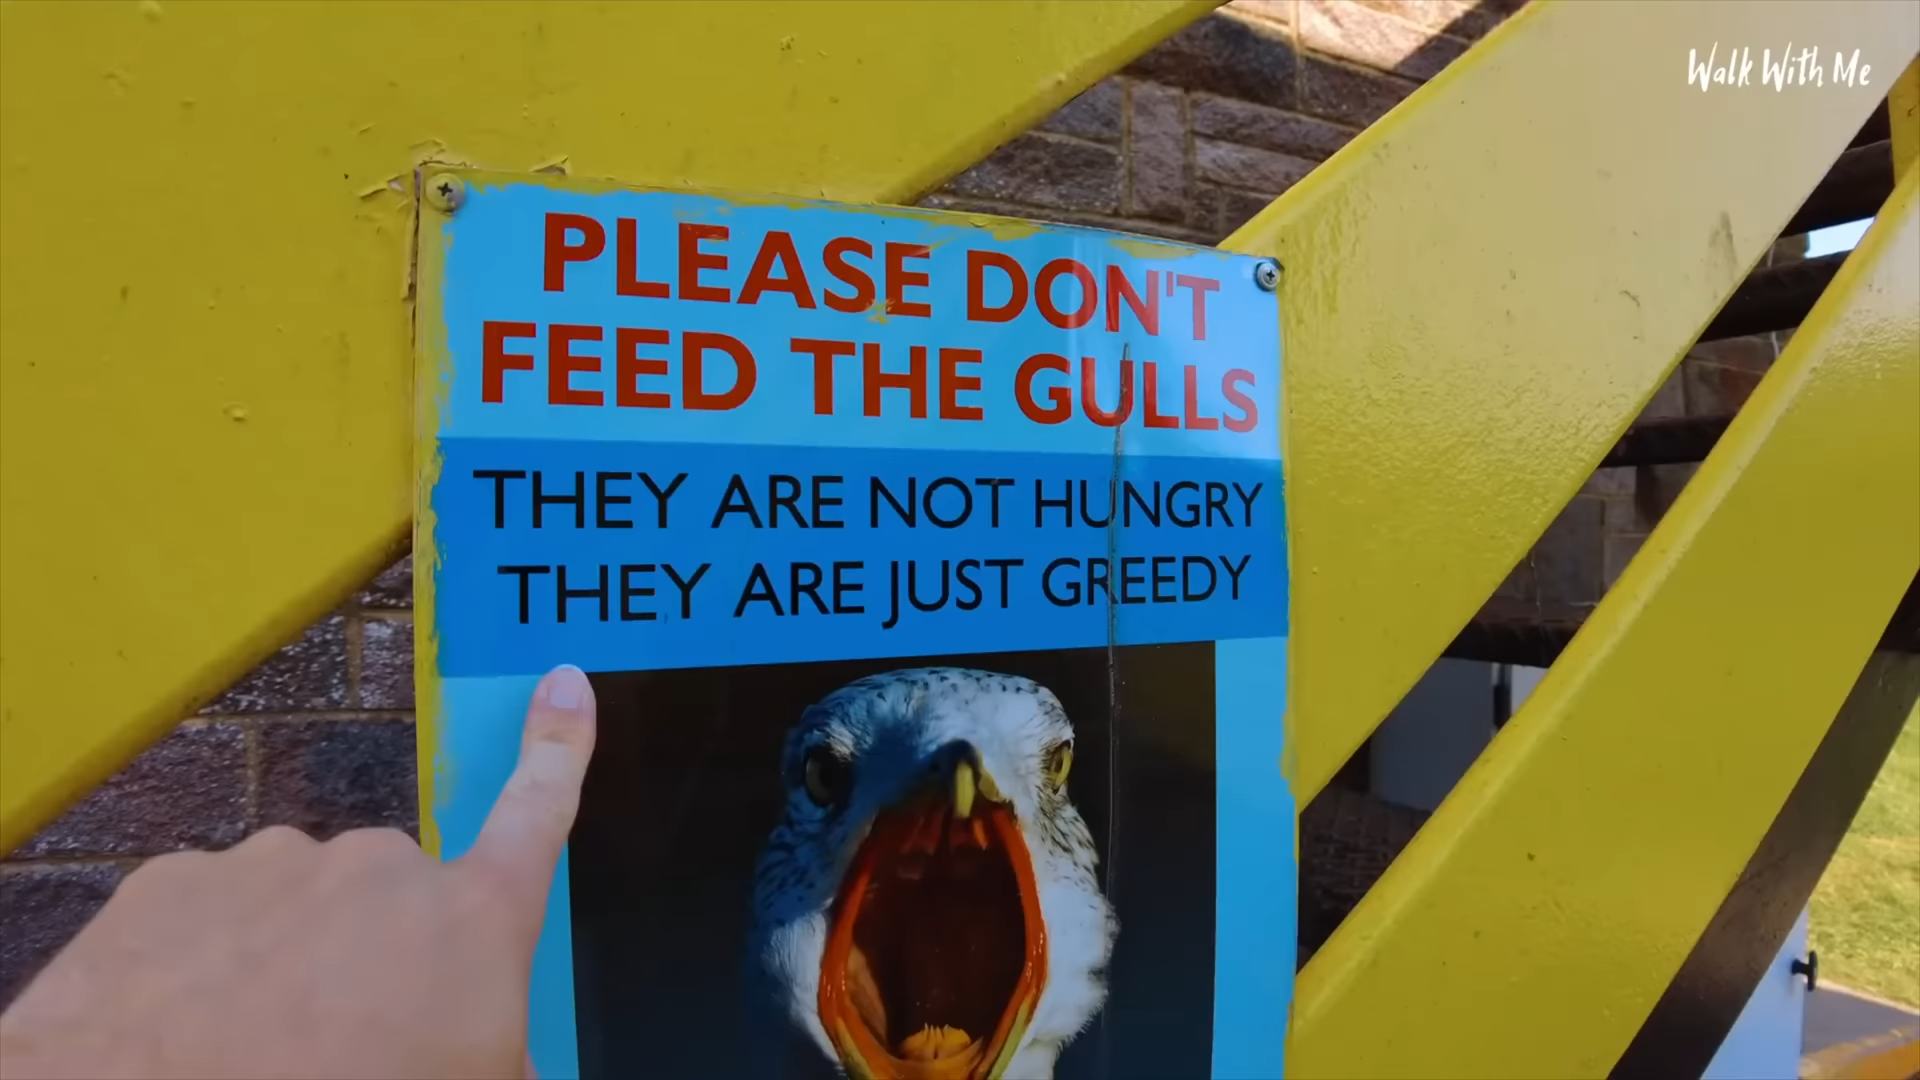 Walk With Me
PLEASE DON'T
FEED THE GULLS
THEY ARE NOT HUNGRY
THEY ARE JUST GREEDY